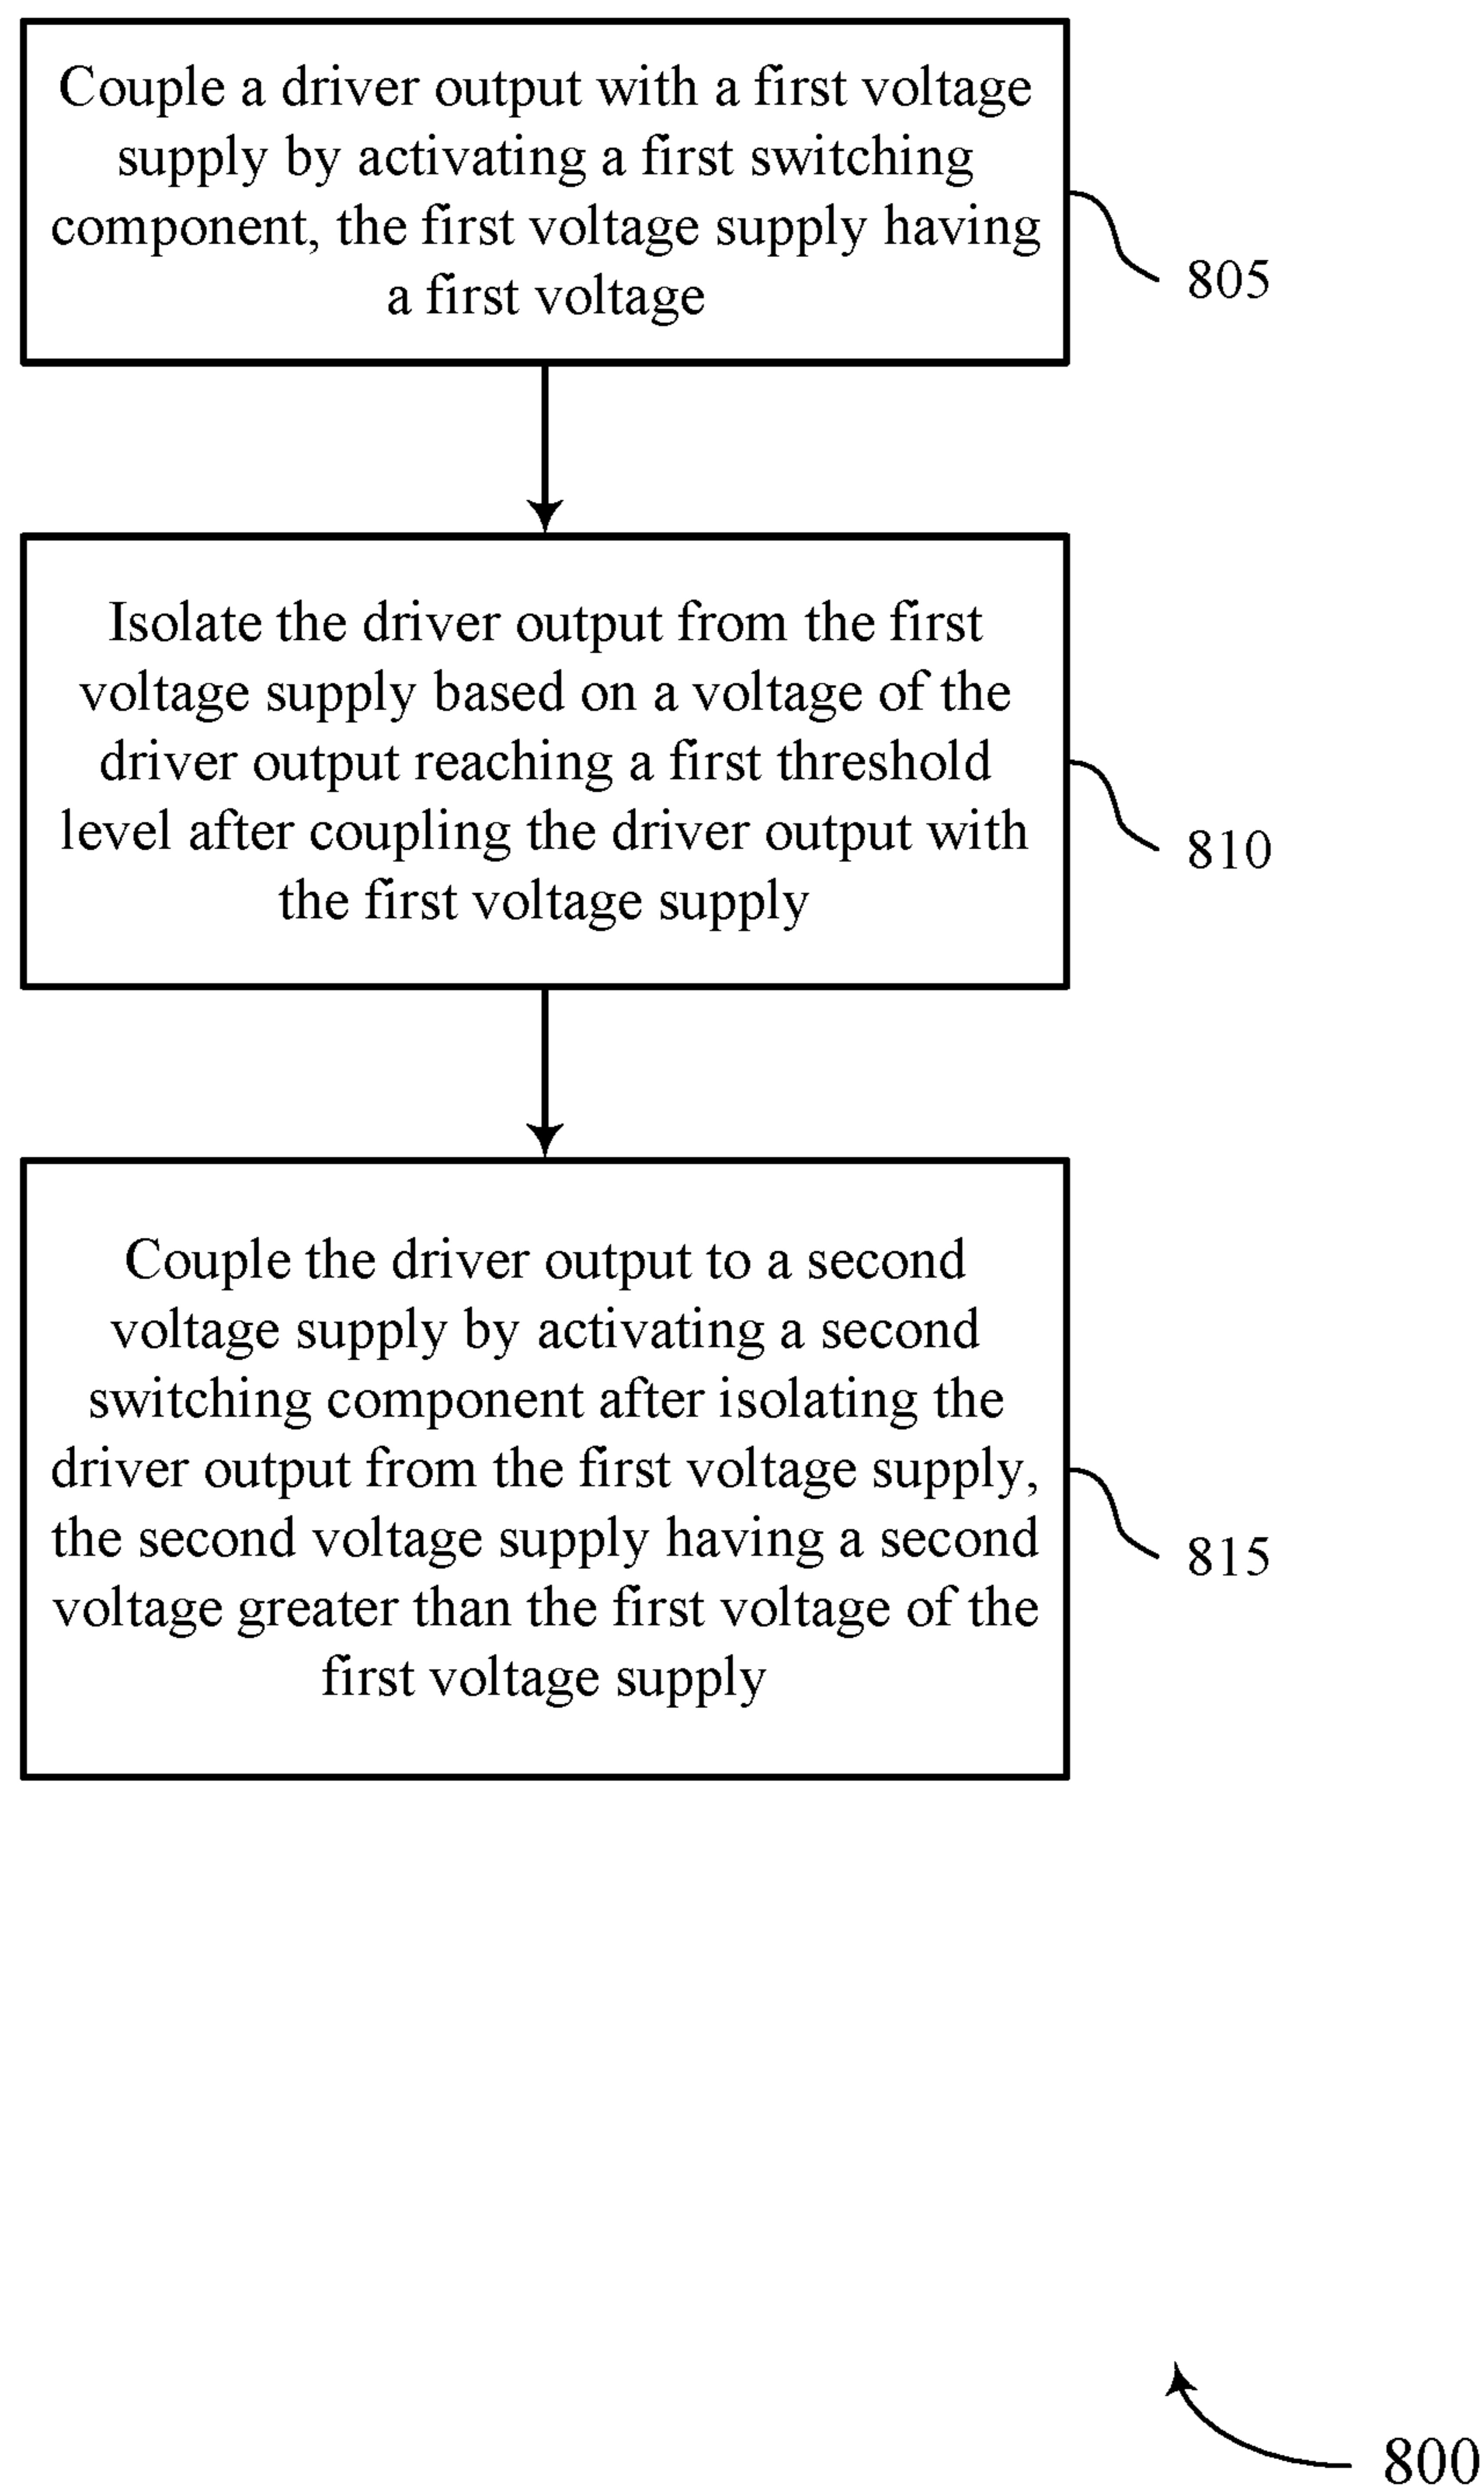 Couple a driver output with a first voltage
supply by activating a first switching
component, the first voltage supply having
a first voltage
805
Isolate the driver output from the first
voltage supply based on a voltage of the
driver output reaching a first threshold
level after coupling the driver output with
the first voltage supply
810
Couple the driver output to a second
voltage supply by activating a second
switching component after isolating the
driver output from the first voltage supply,
the second voltage supply having a second
voltage greater than the first voltage of the
first voltage supply
815
800